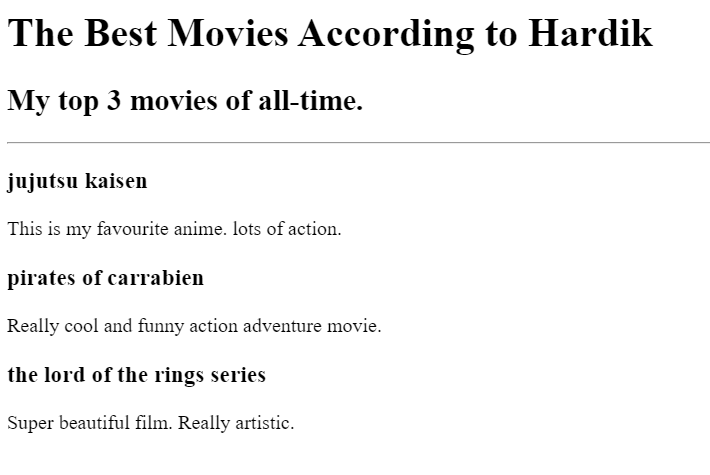 The Best Movies According to Hardik
My top 3 movies of all-time.
jujutsu kaisen
This is my favourite anime. lots of action.
pirates of carrabien
Really cool and funny action adventure movie.
the lord of the rings series
Super beautiful film. Really artistic.